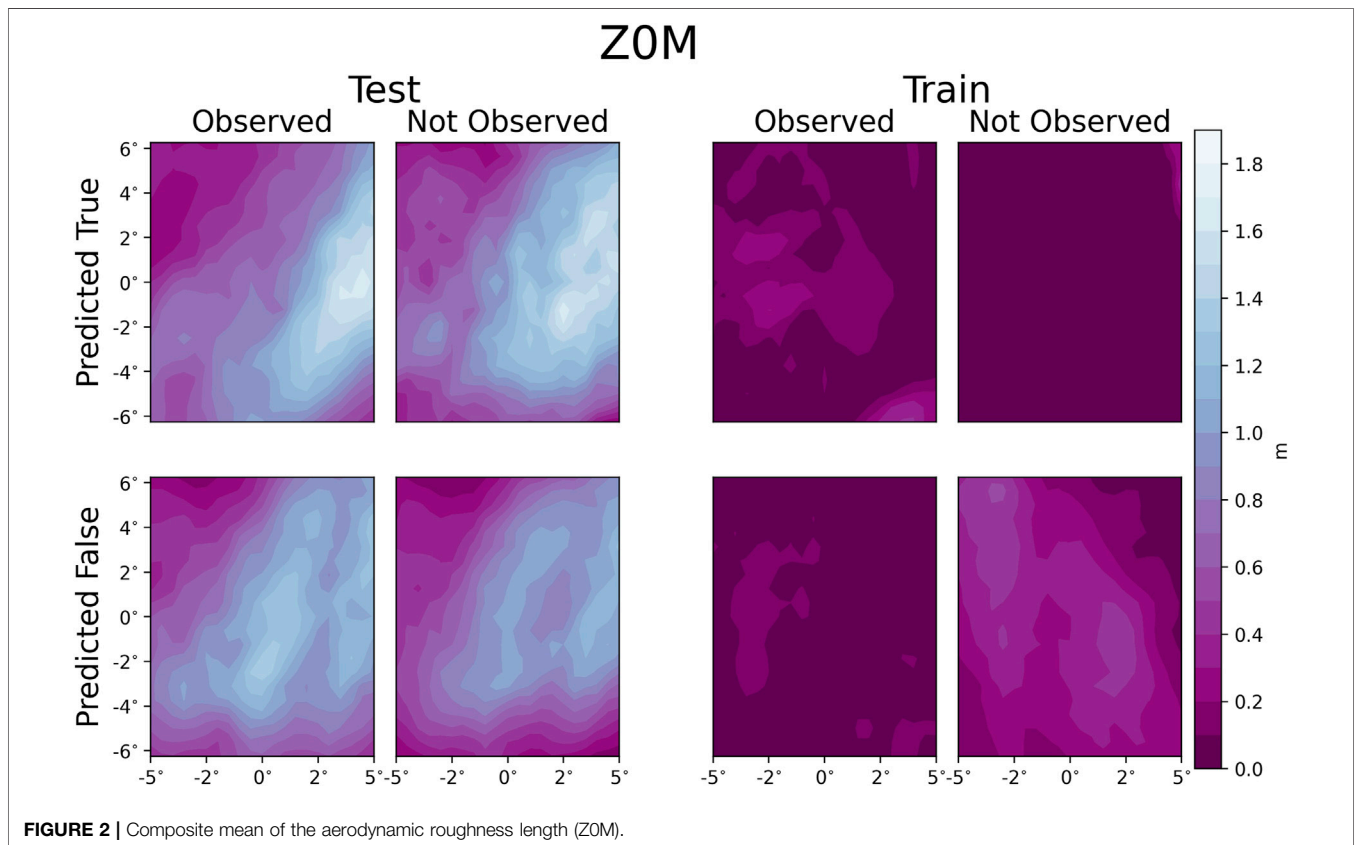 Z0M
Test
Train
Observed
Not Observed
Observed
Not Observed
Predicted True
6°
4°
2°
0°
-2°
-4°
-6°
Predicted False
6°
4°
2°
0°
-2°
-4°
-6°
-5° -2° 0° 2° 5°
-5° -2° 0° 2° 5°
-5° -2° 0° 2° 5°
-5° -2° 0° 2° 5°
1.8
1.6
1.4
1.2
1.0
0.8
0.6
0.4
0.2
0.0
m
FIGURE 2 | Composite mean of the aerodynamic roughness length (Z0M).